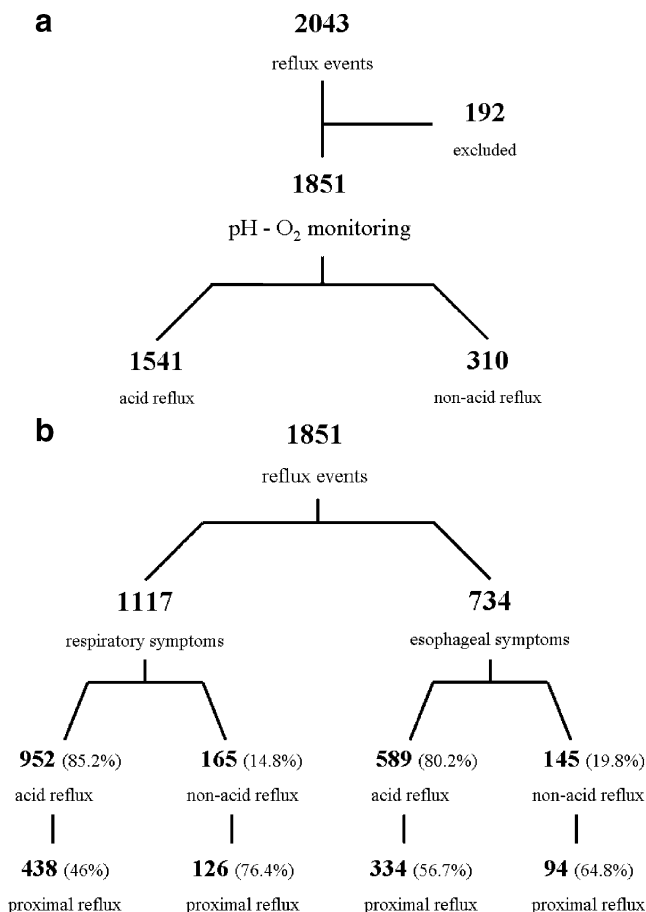 a
2043
reflux events
192
excluded
1851
pH - O₂ monitoring
1541
310
acid reflux
non-acid reflux
b
1851
reflux events
1117
734
respiratory symptoms
esophageal symptoms
952 (85.2%)
165 (14.8%)
589 (80.2%)
145 (19.8%)
acid reflux
non-acid reflux
acid reflux
non-acid reflux
438 (46%)
126 (76.4%)
334 (56.7%)
94 (64.8%)
proximal reflux
proximal reflux
proximal reflux
proximal reflux